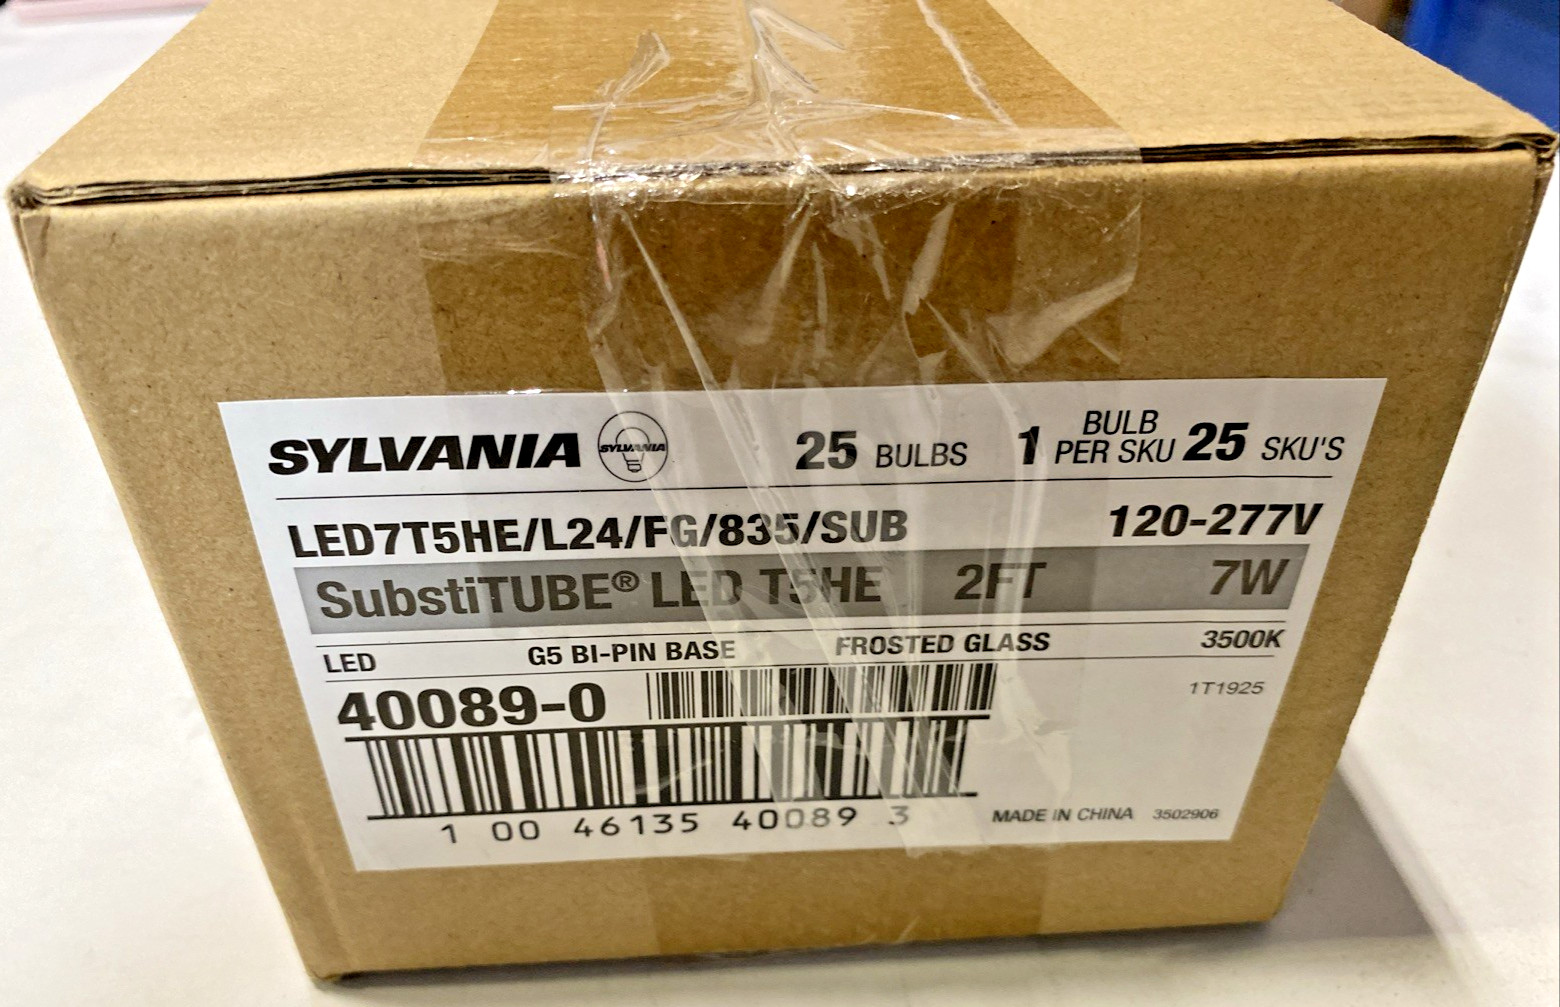 SYLVANIA SYLVANIA 25 BULBS 1 BULB PER SKU 25 SKU'S
LED7T5HE/L24/FG/835/SUB 120-277V
SubstiTUBE® LED T5HE 2FT 7W
LED G5 BI-PIN BASE FROSTED GLASS 3500K
40089-0 1T1925
1 00 46135 40089 3 MADE IN CHINA 3502906